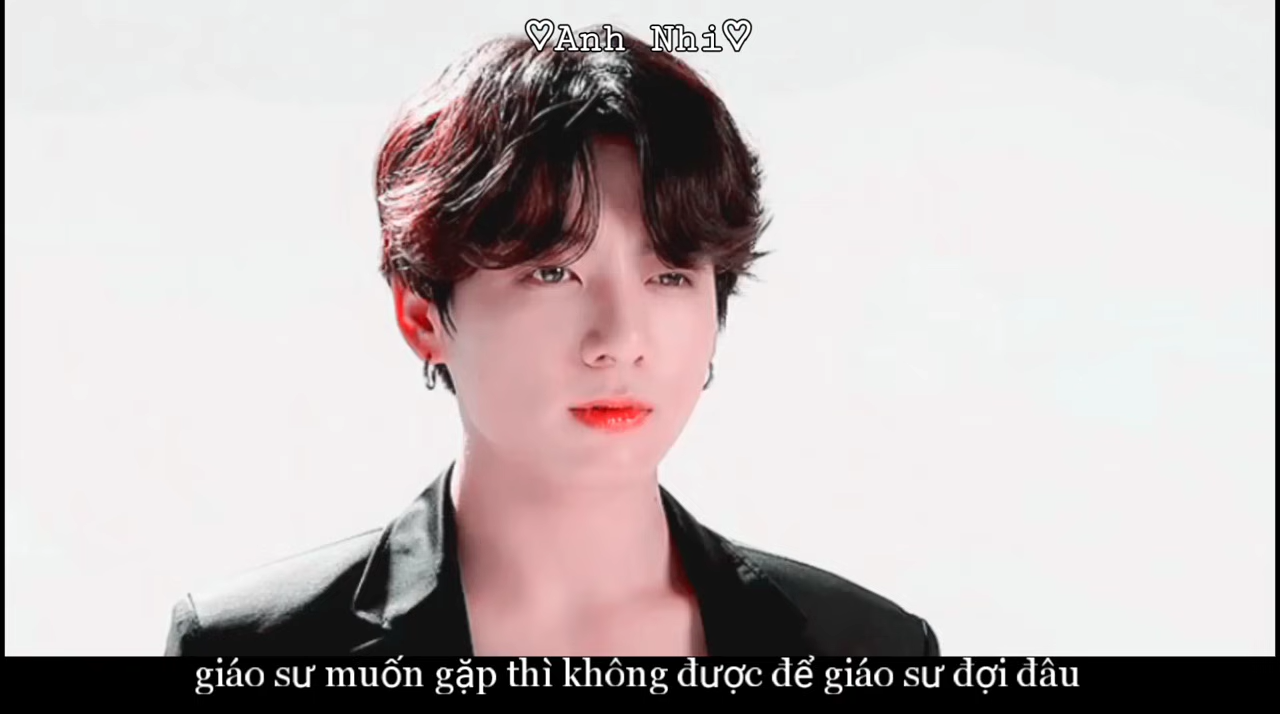 ♡Anh Nhi♡
giáo sư muốn gặp thì không được để giáo sư đợi đâu